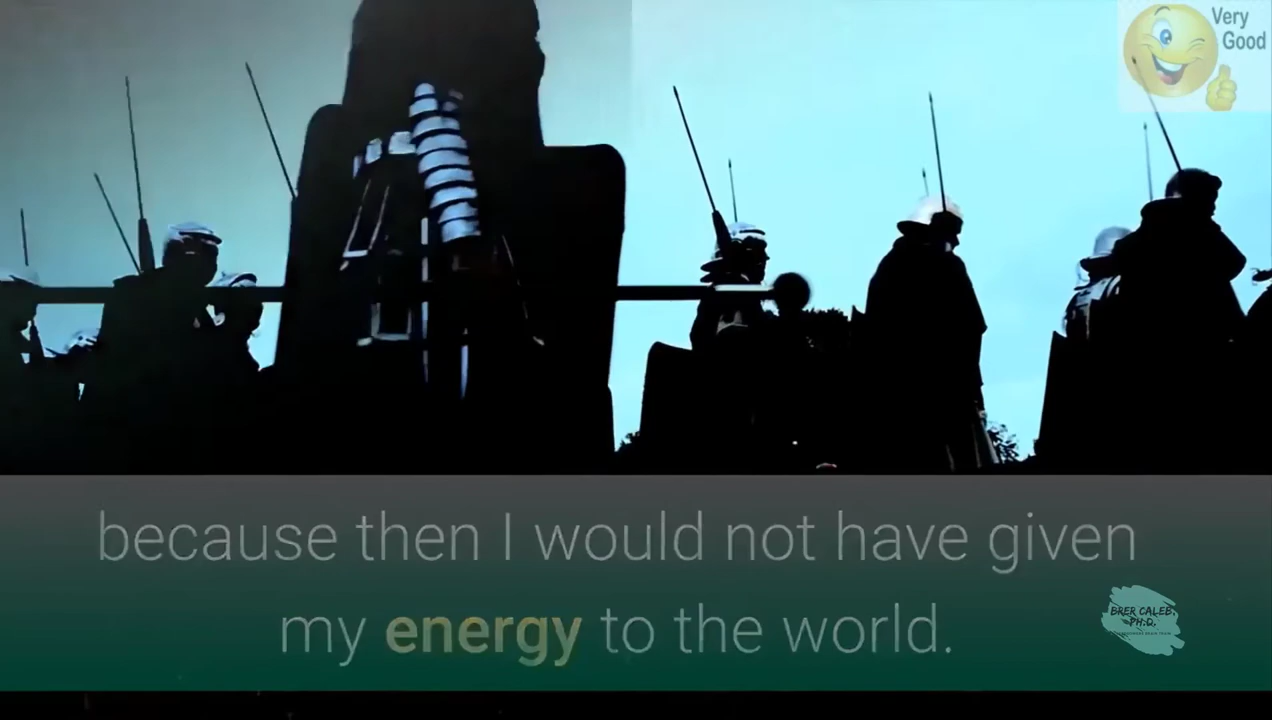 Very
Good
because then I would not have given
my energy to the world.
BRER CALEB,
PH.D.